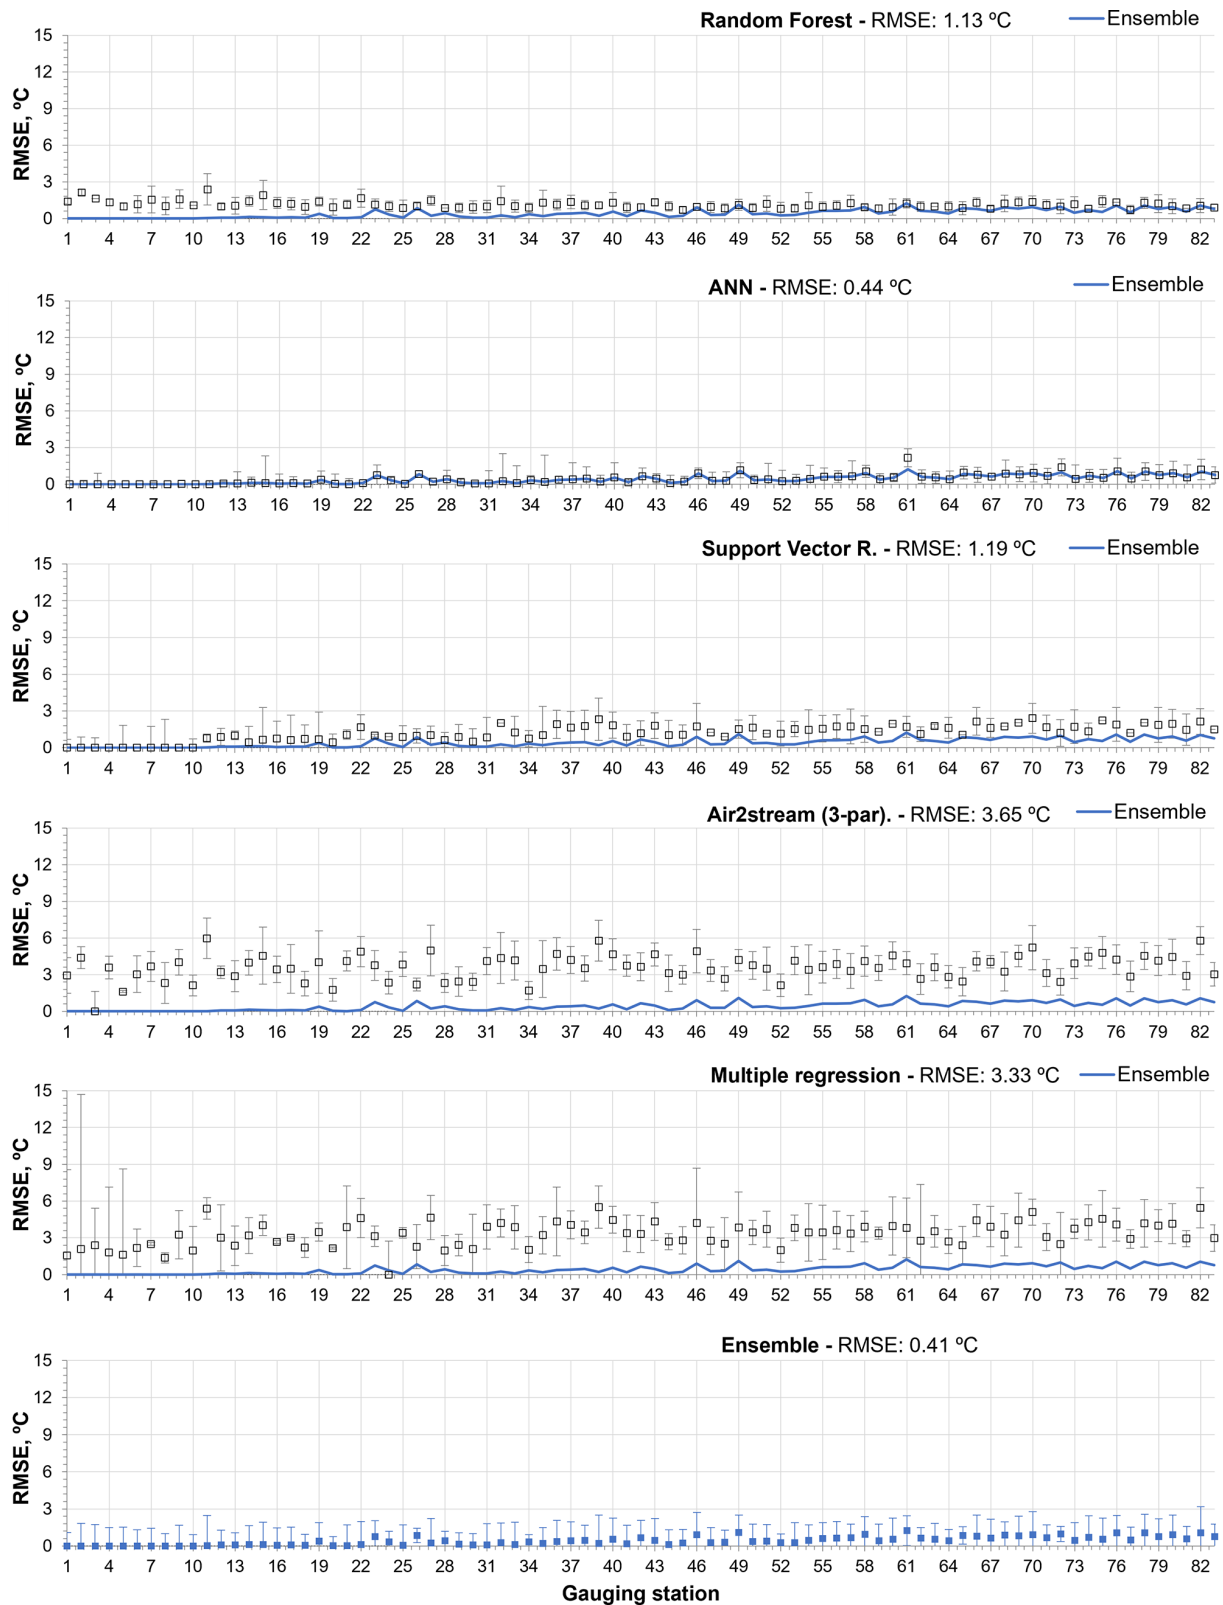 Random Forest - RMSE: 1.13 ºC
Ensemble
RMSE, ºC
15
12
9
6
3
0
1 4 7 10 13 16 19 22 25 28 31 34 37 40 43 46 49 52 55 58 61 64 67 70 73 76 79 82
ANN - RMSE: 0.44 ºC
Ensemble
RMSE, ºC
15
12
9
6
3
0
1 4 7 10 13 16 19 22 25 28 31 34 37 40 43 46 49 52 55 58 61 64 67 70 73 76 79 82
Support Vector R. - RMSE: 1.19 ºC
Ensemble
RMSE, ºC
15
12
9
6
3
0
1 4 7 10 13 16 19 22 25 28 31 34 37 40 43 46 49 52 55 58 61 64 67 70 73 76 79 82
Air2stream (3-par). - RMSE: 3.65 ºC
Ensemble
RMSE, ºC
15
12
9
6
3
0
1 4 7 10 13 16 19 22 25 28 31 34 37 40 43 46 49 52 55 58 61 64 67 70 73 76 79 82
Multiple regression - RMSE: 3.33 ºC
Ensemble
RMSE, ºC
15
12
9
6
3
0
1 4 7 10 13 16 19 22 25 28 31 34 37 40 43 46 49 52 55 58 61 64 67 70 73 76 79 82
Ensemble - RMSE: 0.41 ºC
RMSE, ºC
15
12
9
6
3
0
1 4 7 10 13 16 19 22 25 28 31 34 37 40 43 46 49 52 55 58 61 64 67 70 73 76 79 82
Gauging station